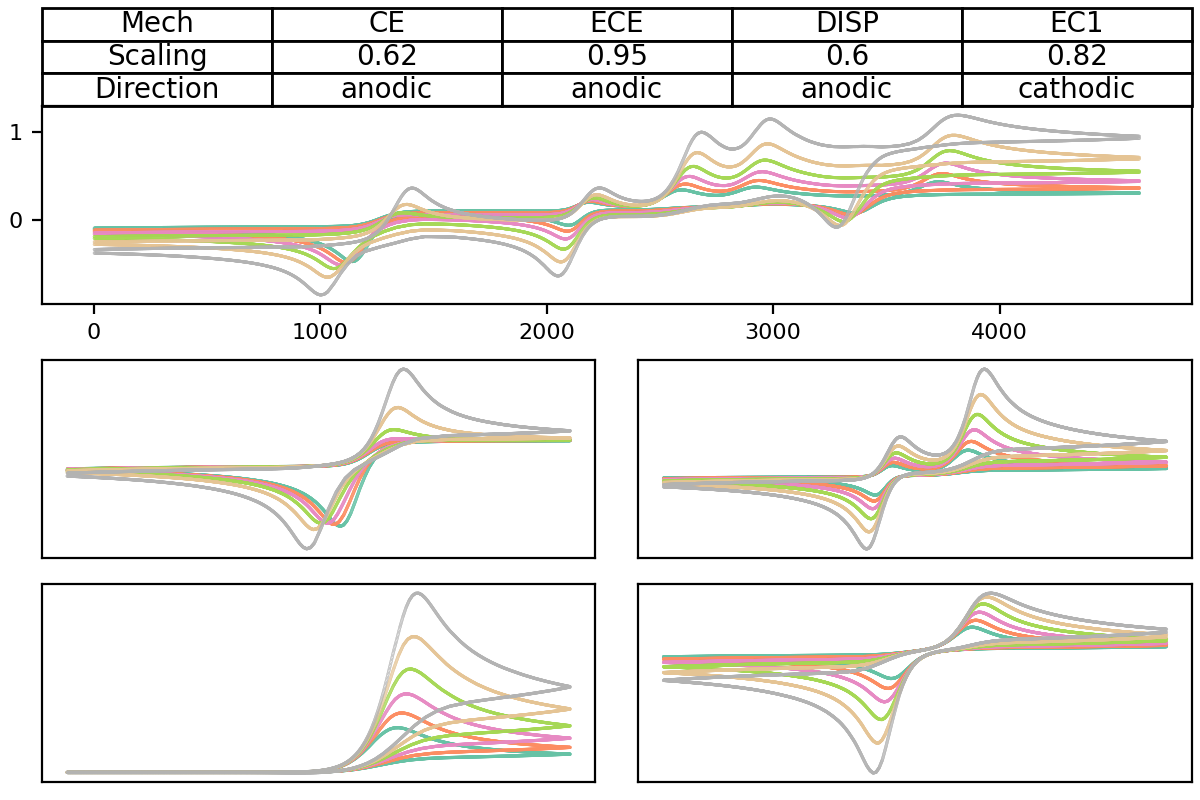 Mech CE ECE DISP EC1
Scaling 0.62 0.95 0.6 0.82
Direction anodic anodic anodic cathodic
1
0
0 1000 2000 3000 4000